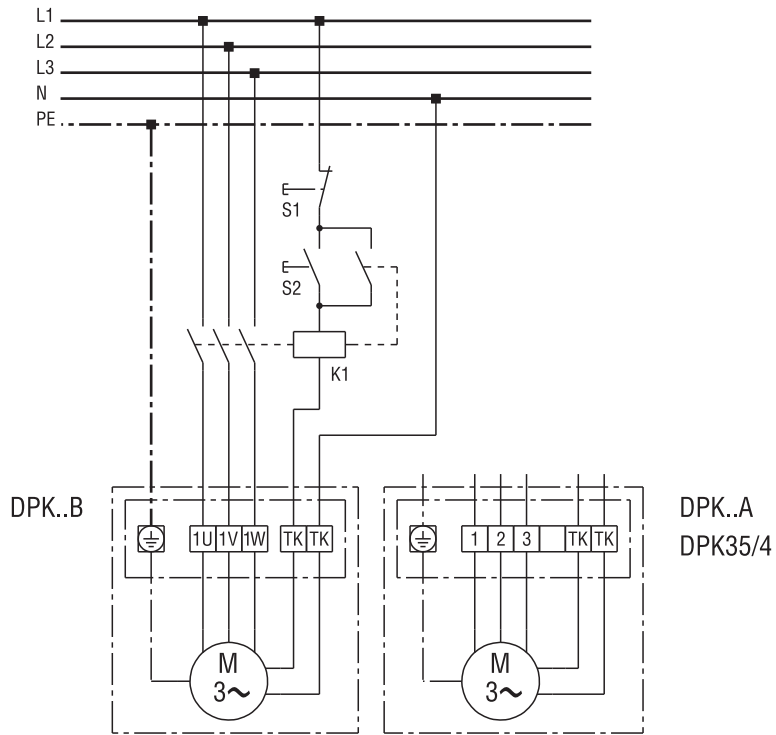 L1
L2
L3
N
PE
S1
S2
K1
DPK..B
1U 1V 1W TK TK
M
3~
DPK..A
DPK35/4
1 2 3 TK TK
M
3~